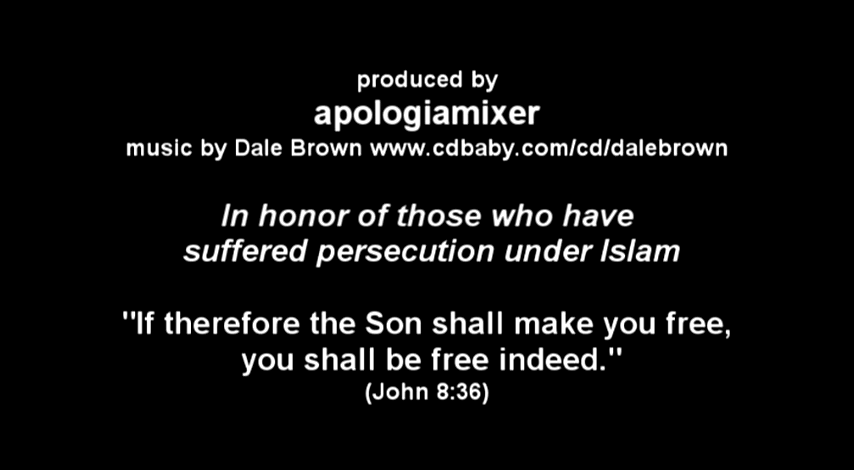 produced by
apologiamixer
music by Dale Brown www.cdbaby.com/cd/dalebrown
In honor of those who have
suffered persecution under Islam
"If therefore the Son shall make you free,
you shall be free indeed."
(John 8:36)